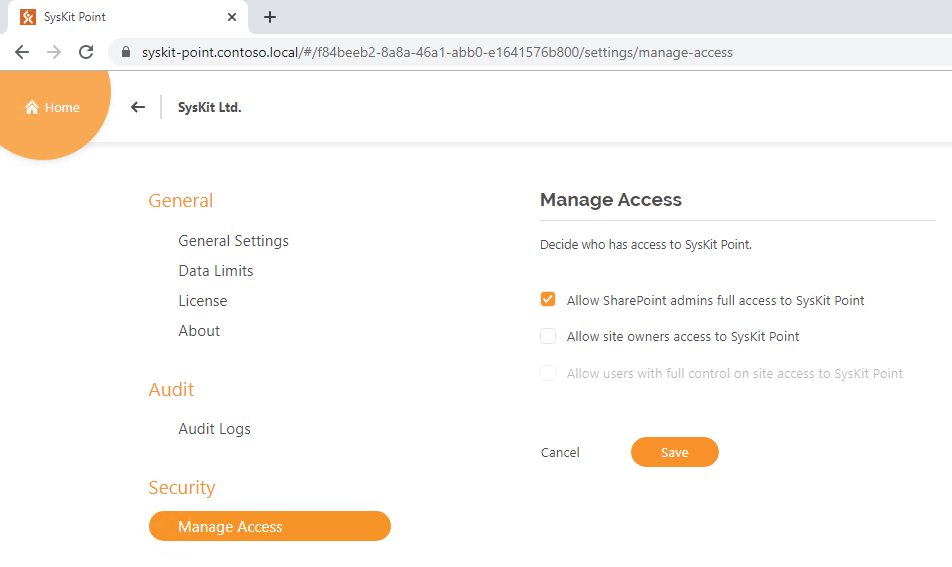 SysKit Point
syskit-point.contoso.local/#/f84beeb2-8a8a-46a1-abb0-e1641576b800/settings/manage-access
Home
SysKit Ltd.
General
General Settings
Data Limits
License
About
Audit
Audit Logs
Security
Manage Access
Manage Access
Decide who has access to SysKit Point.
Allow SharePoint admins full access to SysKit Point
Allow site owners access to SysKit Point
Allow users with full control on site access to SysKit Point
Cancel
Save